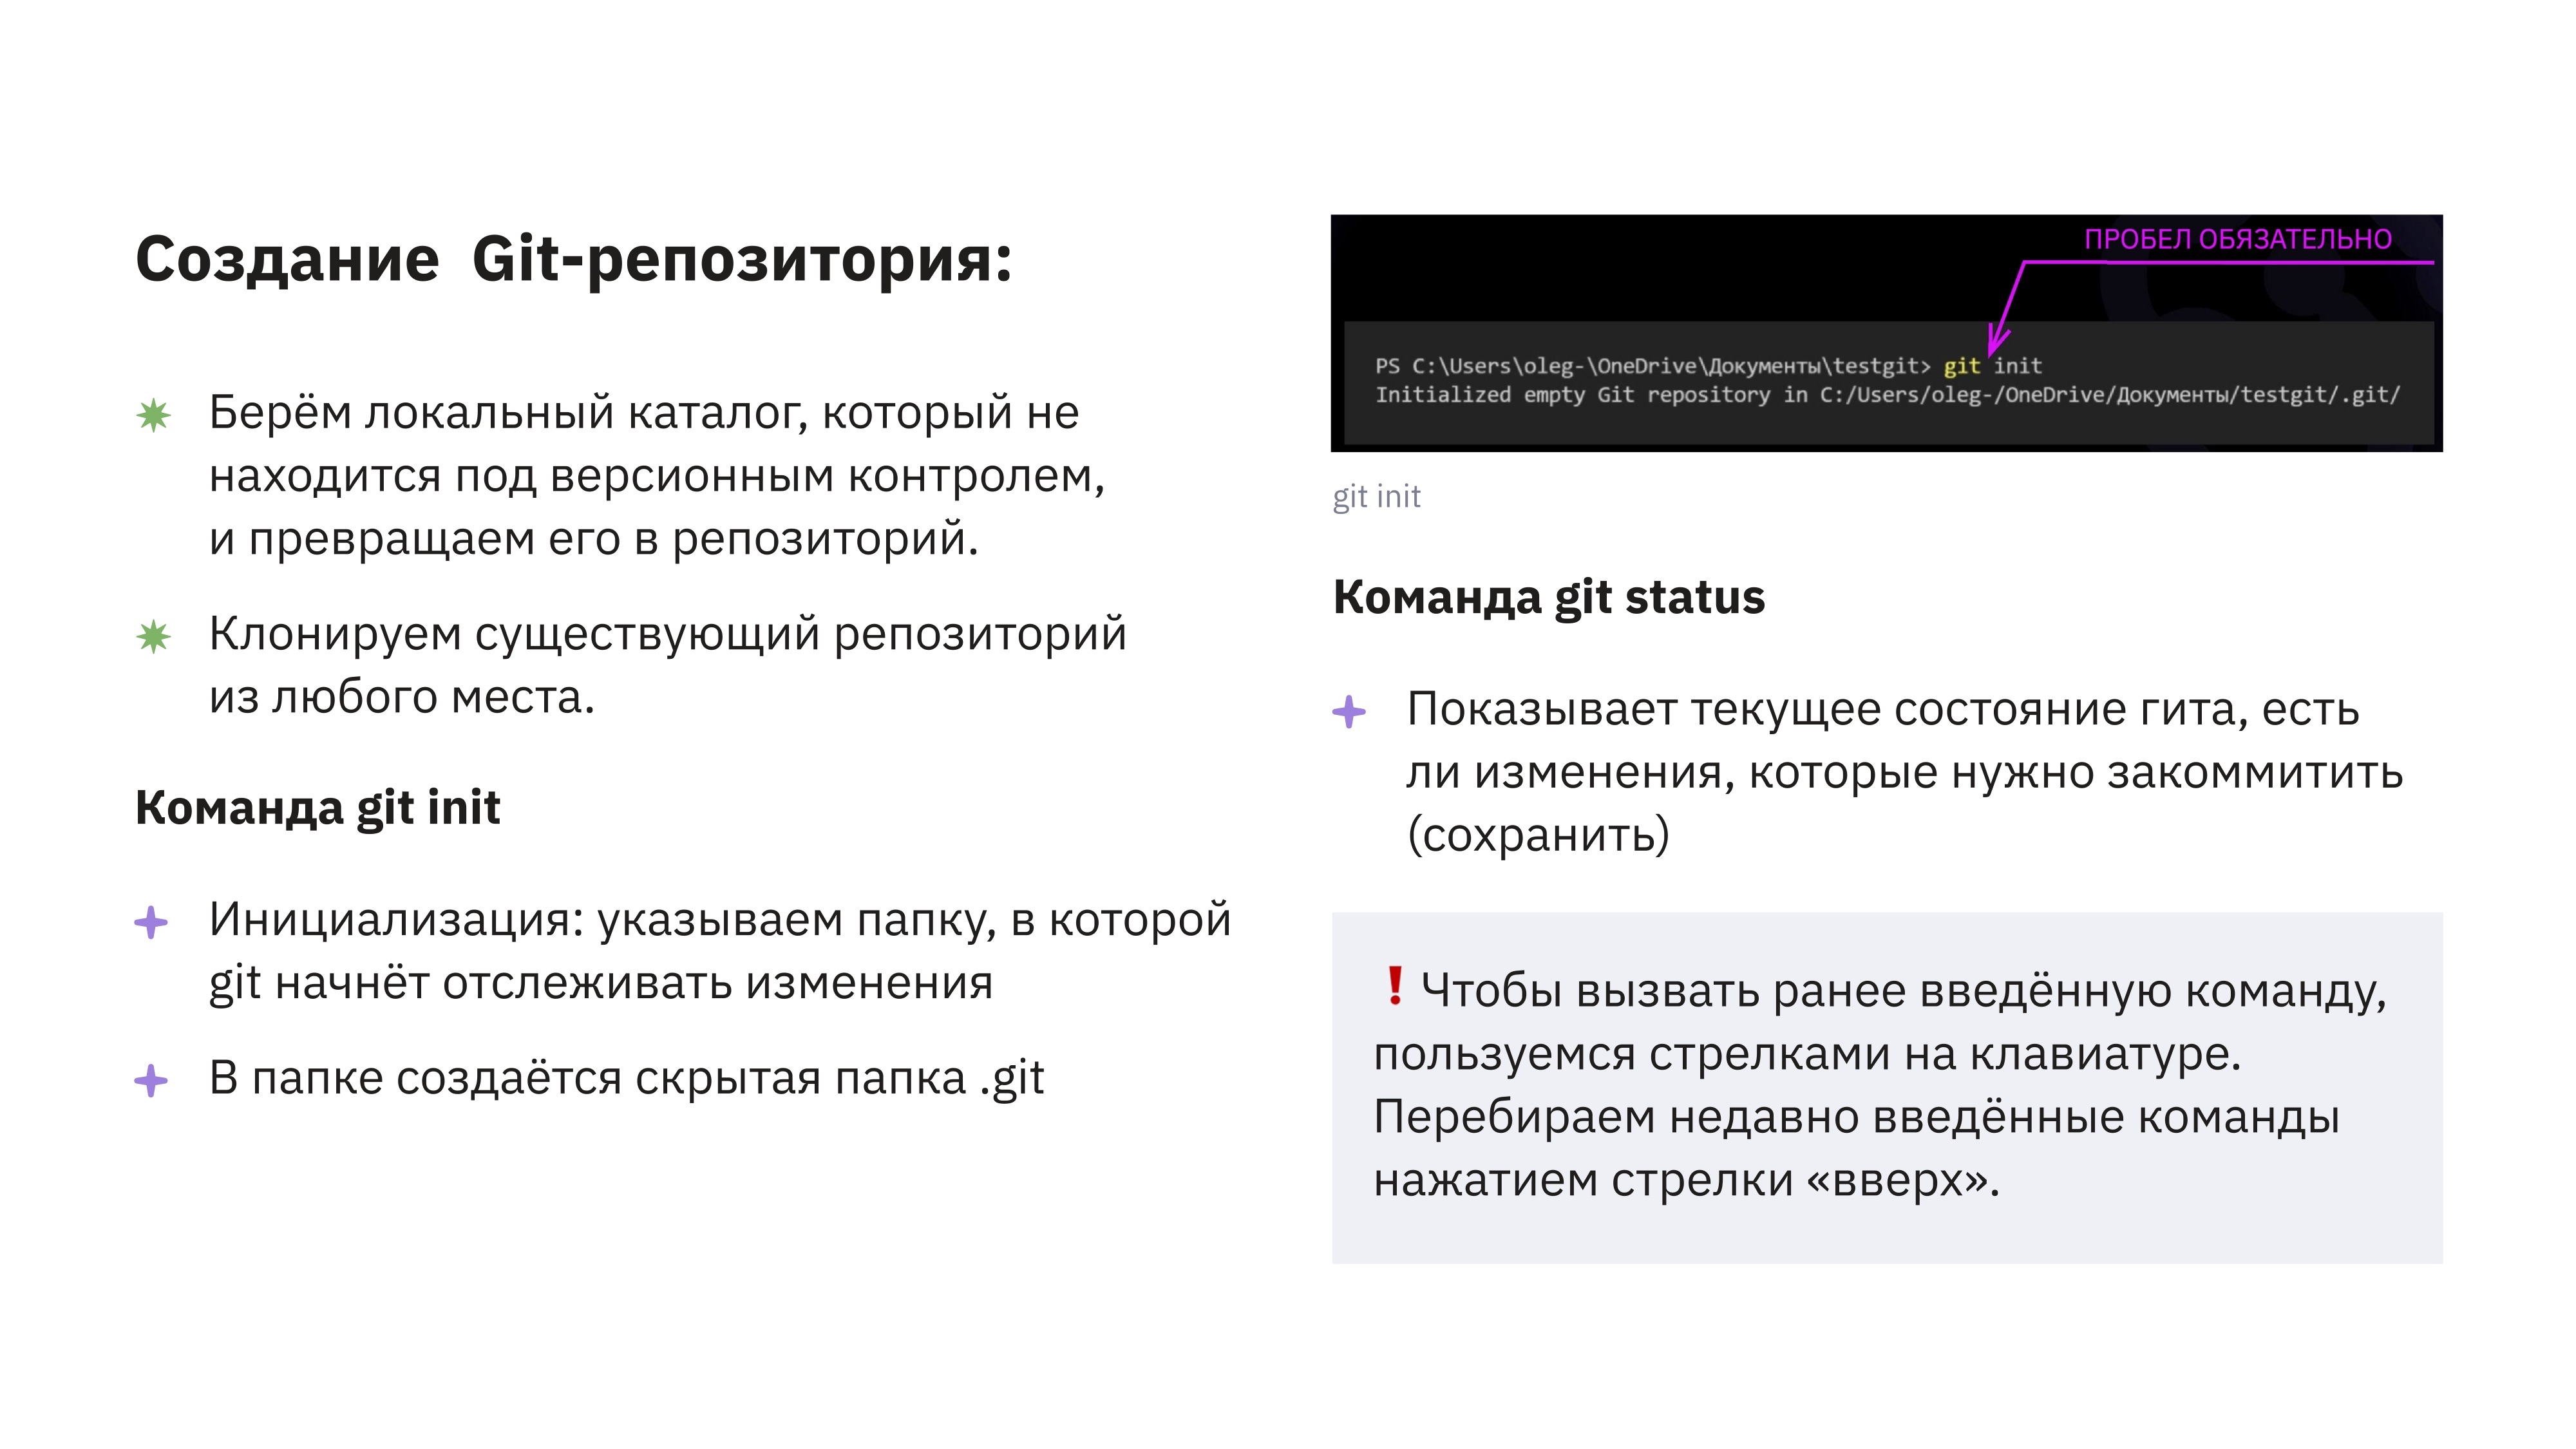 Создание Git-репозитория:
Берём локальный каталог, который не
находится под версионным контролем,
и превращаем его в репозиторий.
Клонируем существующий репозиторий
из любого места.
Команда git init
Инициализация: указываем папку, в которой
git начнёт отслеживать изменения
В папке создаётся скрытая папка .git
ПРОБЕЛ ОБЯЗАТЕЛЬНО
PS C:\Users\oleg-\OneDrive\Документы\testgit> git init
Initialized empty Git repository in C:/Users/oleg-/OneDrive/Документы/testgit/.git/
git init
Команда git status
Показывает текущее состояние гита, есть
ли изменения, которые нужно закоммитить
(сохранить)
❗ Чтобы вызвать ранее введённую команду,
пользуемся стрелками на клавиатуре.
Перебираем недавно введённые команды
нажатием стрелки «вверх».